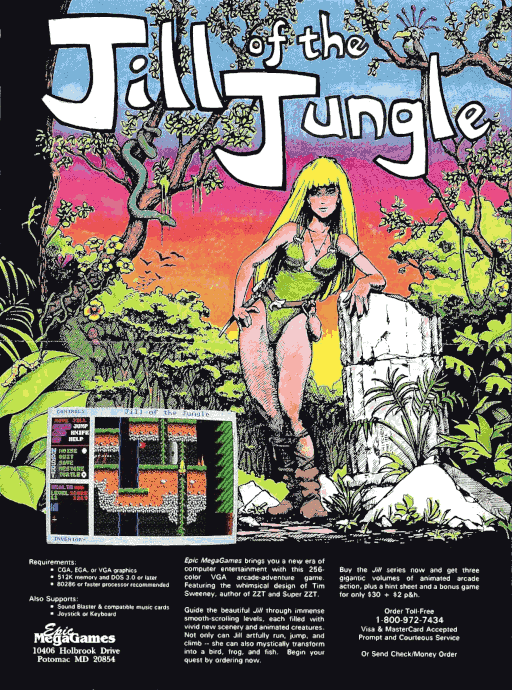 Jill of the
Jungle
CONTROLS
Jill of the Jungle
JUMP
KNIFE
HELP
NOISE
QUIT
SAVE
RESTORE
TURTLE
INVENTORY
Requirements:
• CGA, EGA, or VGA graphics
• 512K memory and DOS 3.0 or later
• 80286 or faster processor recommended
Also Supports:
• Sound Blaster & compatible music cards
• Joystick or Keyboard
Epic
MegaGames
10406 Holbrook Drive
Potomac MD 20854
Epic MegaGames brings you a new era of
computer entertainment with this 256-
color VGA arcade-adventure game.
Featuring the whimsical design of Tim
Sweeney, author of ZZT and Super ZZT.
Guide the beautiful Jill through immense
smooth-scrolling levels, each filled with
vivid new scenery and animated creatures.
Not only can Jill artfully run, jump, and
climb -- she can also mystically transform
into a bird, frog, and fish. Begin your
quest by ordering now.
Buy the Jill series now and get three
gigantic volumes of animated arcade
action, plus a hint sheet and a bonus game
for only $30 + $2 p&h.
Order Toll-Free
1-800-972-7434
Visa & MasterCard Accepted
Prompt and Courteous Service
Or Send Check/Money Order